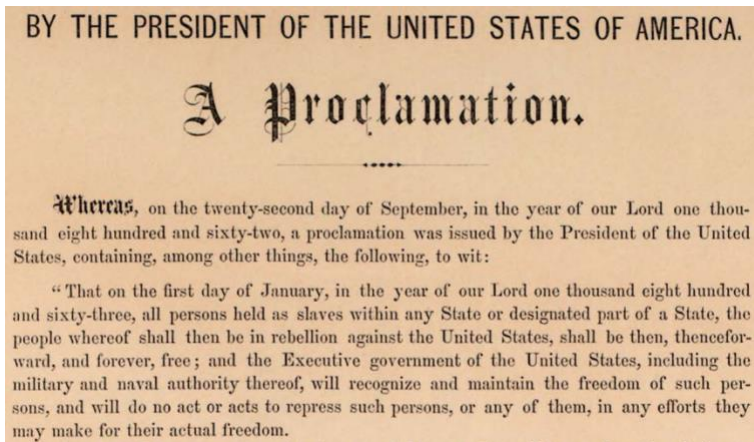 BY THE PRESIDENT OF THE UNITED STATES OF AMERICA.
A Proclamation.
Whereas, on the twenty-second day of September, in the year of our Lord one thou-
sand eight hundred and sixty-two, a proclamation was issued by the President of the United
States, containing, among other things, the following, to wit:
"That on the first day of January, in the year of our Lord one thousand eight hundred
and sixty-three, all persons held as slaves within any State or designated part of a State, the
people whereof shall then be in rebellion against the United States, shall be then, thencefor-
ward, and forever, free; and the Executive government of the United States, including the
military and naval authority thereof, will recognize and maintain the freedom of such per-
sons, and will do no act or acts to repress such persons, or any of them, in any efforts they
may make for their actual freedom.